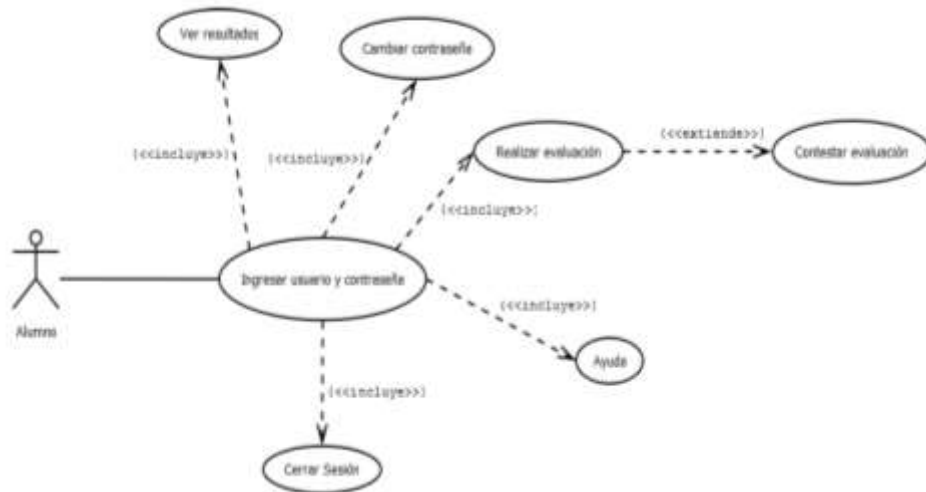 Ver resultados
Cambiar contraseña
(<<incluye>>)
(<<incluye>>)
Realizar evaluación
(<<extiende>>)
Contestar evaluación
(<<incluye>>)
Ingresar usuario y contraseña
Alumno
(<<incluye>>)
Ayuda
(<<incluye>>)
Cerrar Sesión